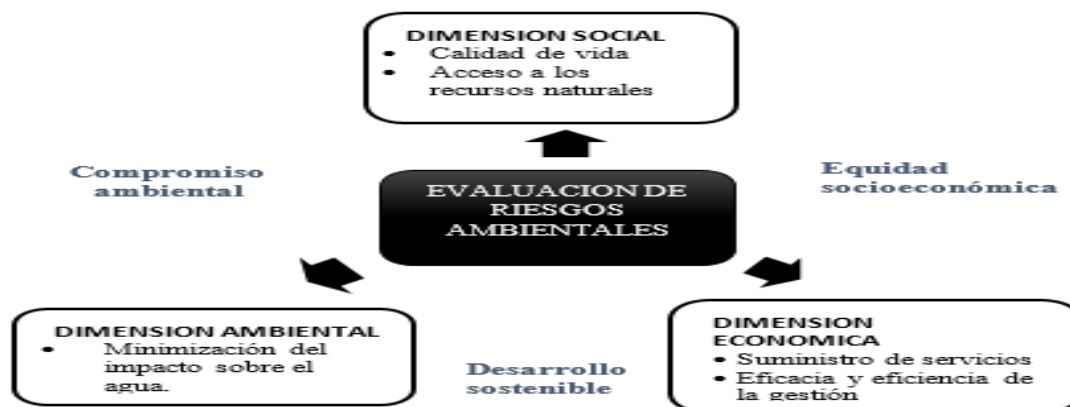 DIMENSION SOCIAL
• Calidad de vida
• Acceso a los
recursos naturales
Compromiso
ambiental
Equidad
socioeconómica
EVALUACION DE
RIESGOS
AMBIENTALES
DIMENSION AMBIENTAL
• Minimización del
impacto sobre el
agua.
Desarrollo
sostenible
DIMENSION
ECONOMICA
• Suministro de servicios
• Eficacia y eficiencia de
la gestión